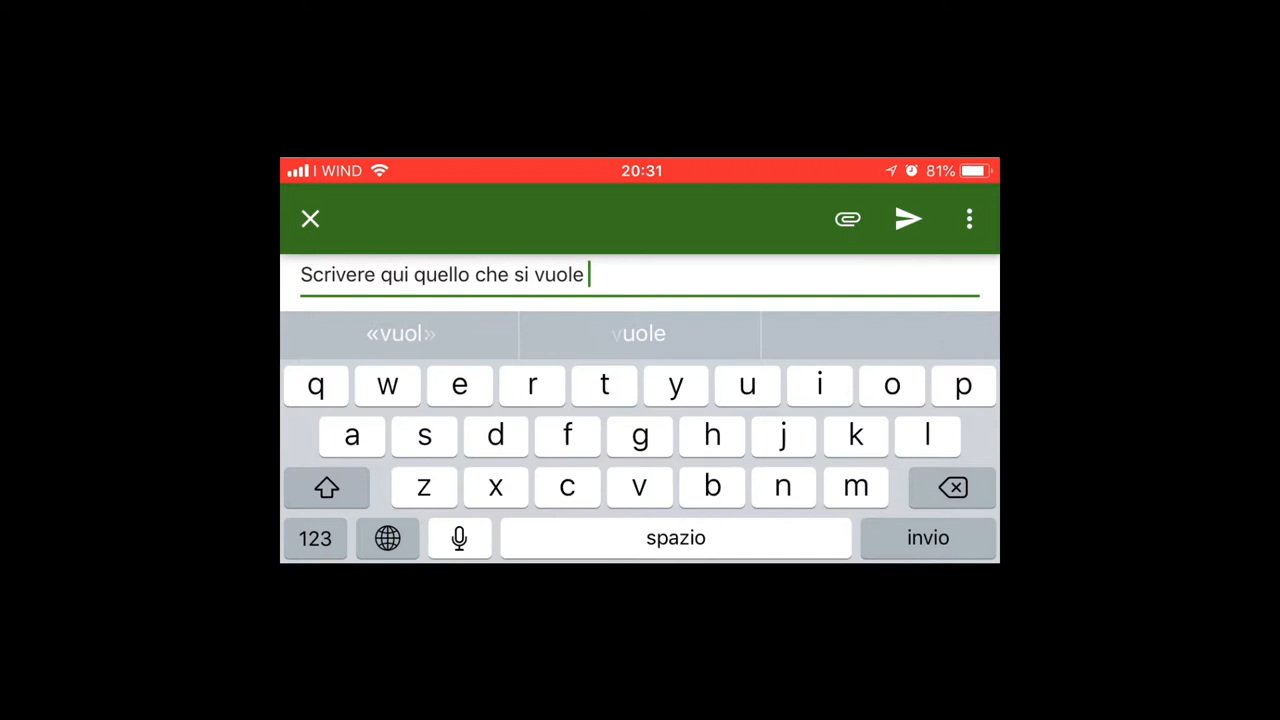 I WIND 20:31 81%
Scrivere qui quello che si vuole
«vuol» vuole
q w e r t y u i o p
a s d f g h j k l
z x c v b n m
123 spazio invio